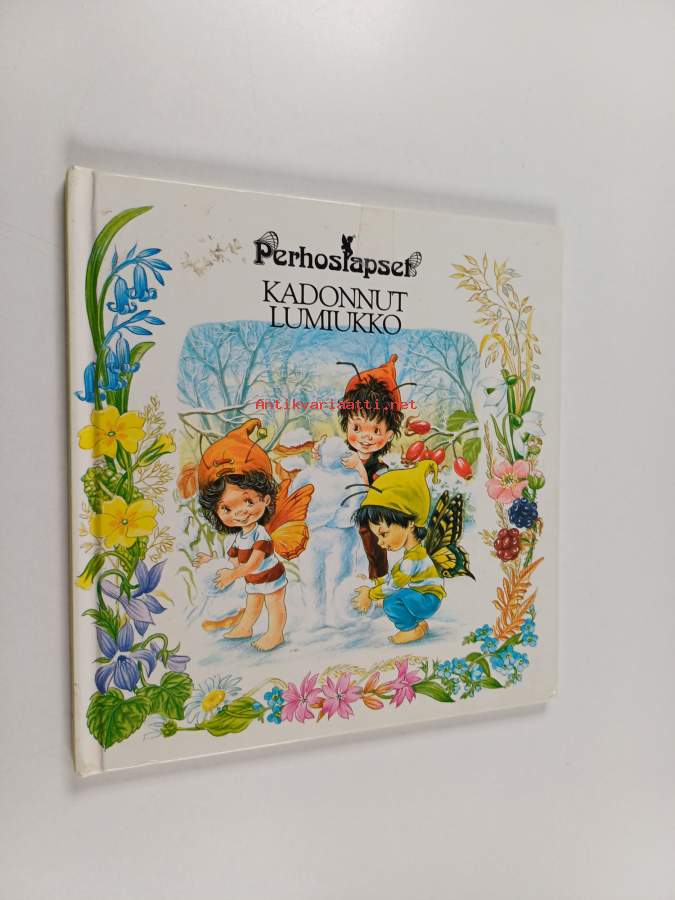 Perhoslapset
KADONNUT
LUMIUKKO
Antikvariaatti.net